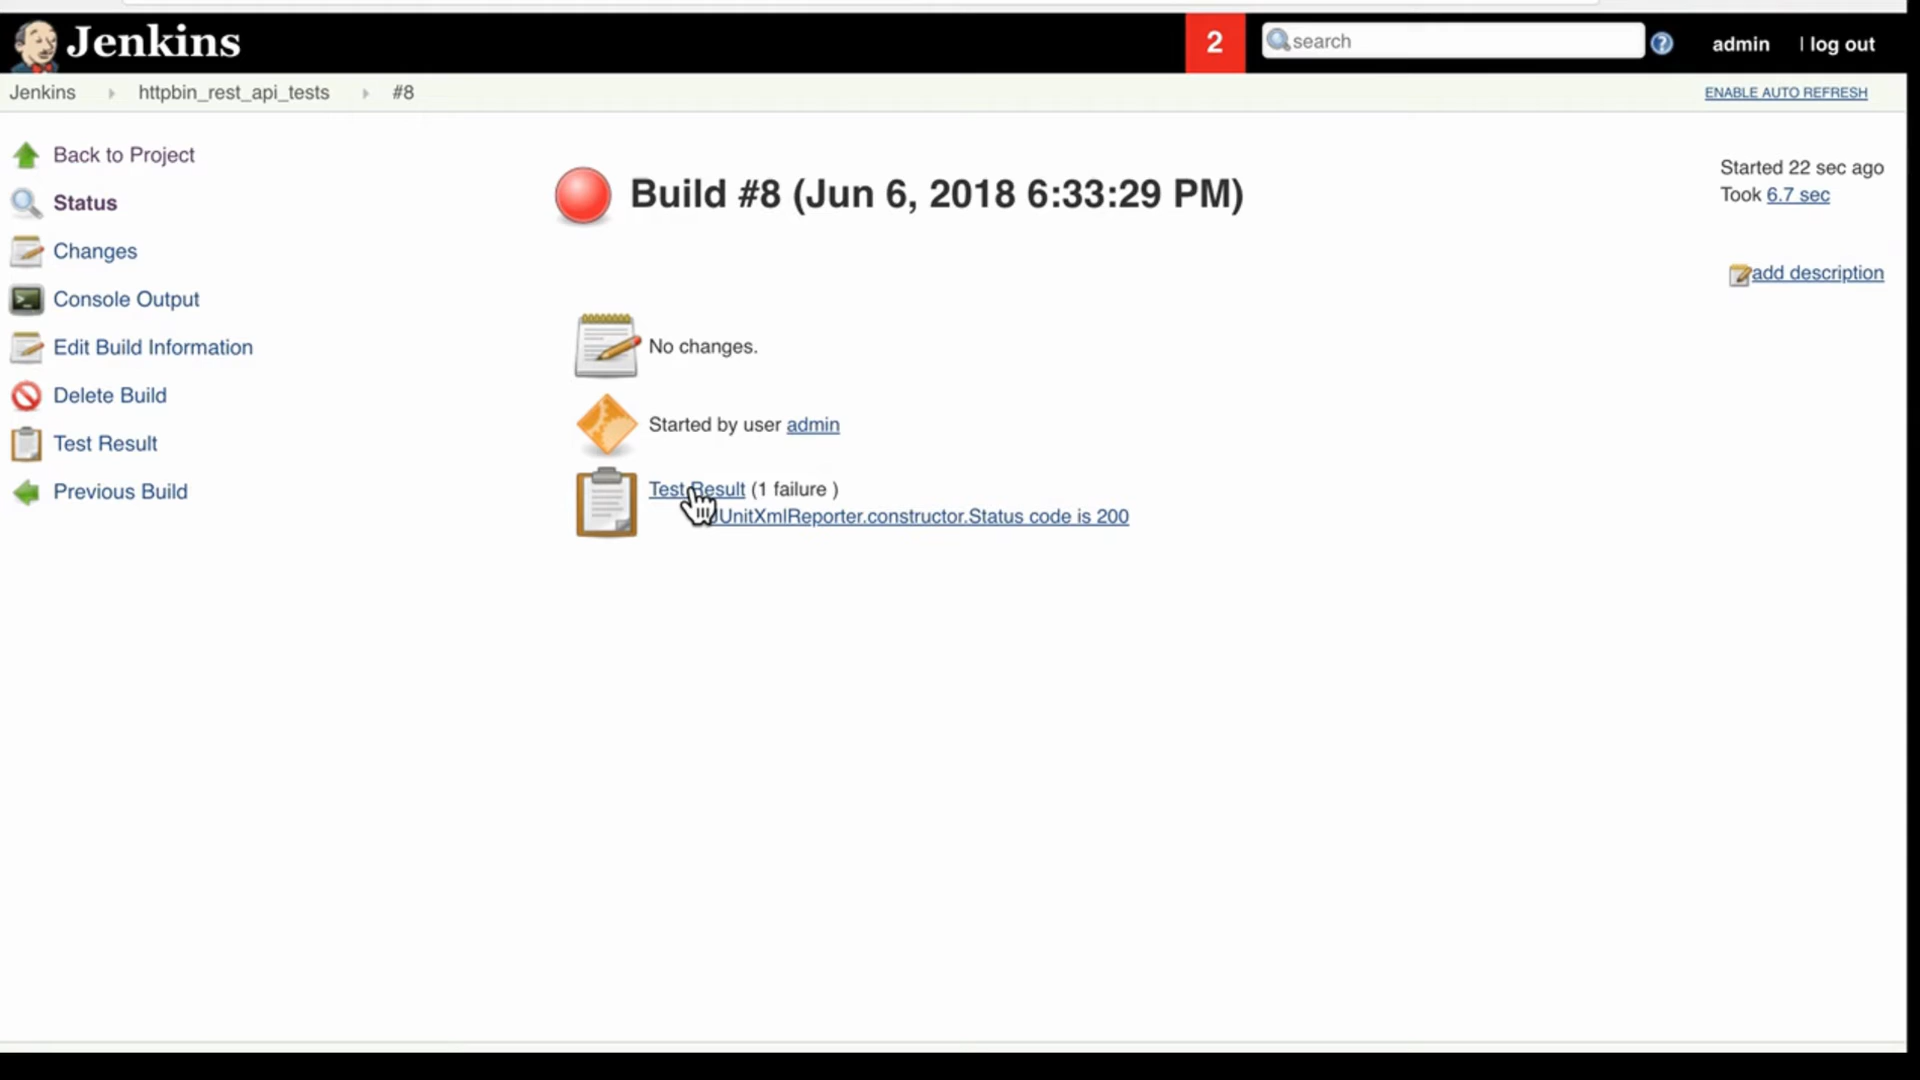 Jenkins
2
search
admin
| log out
Jenkins
httpbin_rest_api_tests
#8
ENABLE AUTO REFRESH
Back to Project
Status
Changes
Console Output
Edit Build Information
Delete Build
Test Result
Previous Build
Build #8 (Jun 6, 2018 6:33:29 PM)
Started 22 sec ago
Took 6.7 sec
add description
No changes.
Started by user admin
Test Result (1 failure )
JUnitXmlReporter.constructor.Status code is 200